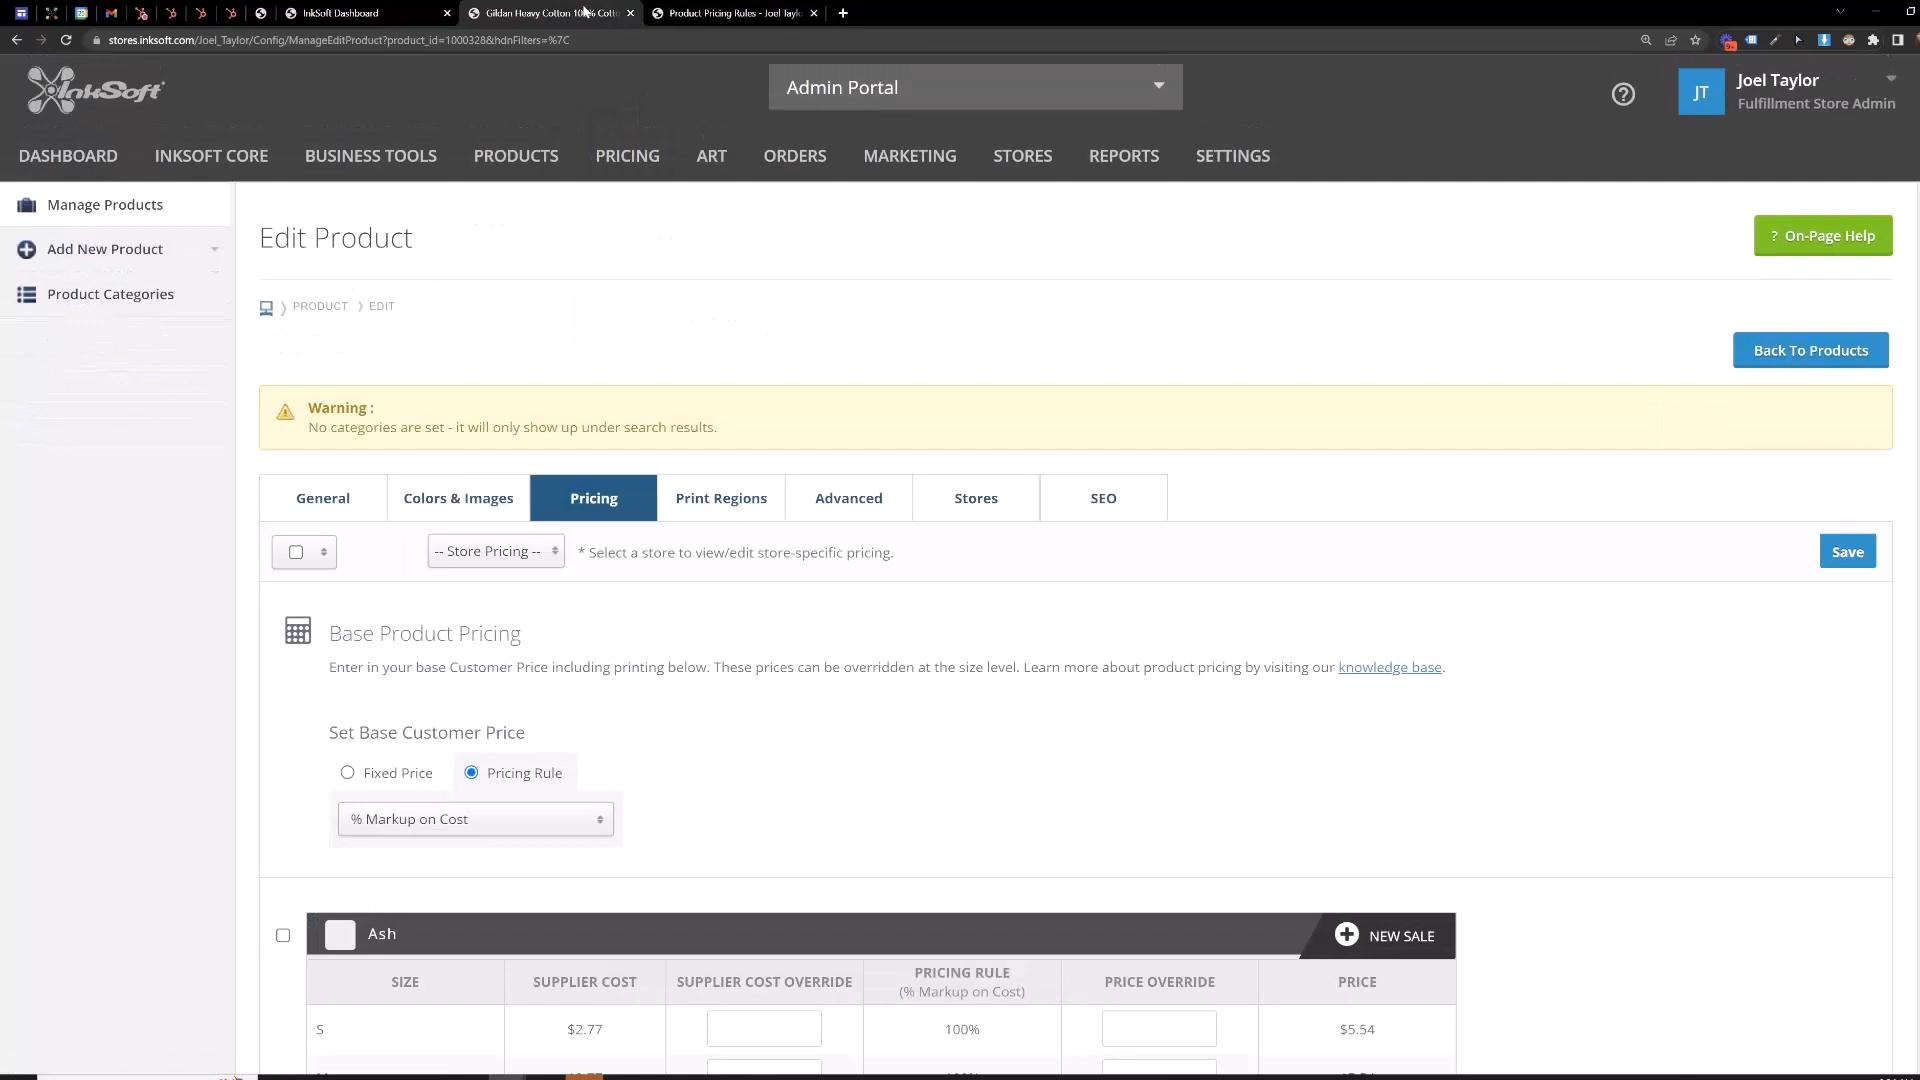 InkSoft Dashboard
Gildan Heavy Cotton 100% Cotto
Product Pricing Rules - Joel Tayl
stores.inksoft.com/Joel_Taylor/Config/ManageEditProduct?product_id=1000328&hdnFilters=%7C
9+
InkSoft
Admin Portal
JT
Joel Taylor
Fulfillment Store Admin
DASHBOARD
INKSOFT CORE
BUSINESS TOOLS
PRODUCTS
PRICING
ART
ORDERS
MARKETING
STORES
REPORTS
SETTINGS
Manage Products
Add New Product
Product Categories
Edit Product
? On-Page Help
PRODUCT
EDIT
Back To Products
Warning :
No categories are set - it will only show up under search results.
General
Colors & Images
Pricing
Print Regions
Advanced
Stores
SEO
-- Store Pricing --
* Select a store to view/edit store-specific pricing.
Save
Base Product Pricing
Enter in your base Customer Price including printing below. These prices can be overridden at the size level. Learn more about product pricing by visiting our knowledge base.
Set Base Customer Price
Fixed Price
Pricing Rule
% Markup on Cost
Ash
NEW SALE
SIZE
SUPPLIER COST
SUPPLIER COST OVERRIDE
PRICING RULE
(% Markup on Cost)
PRICE OVERRIDE
PRICE
S
$2.77
100%
$5.54